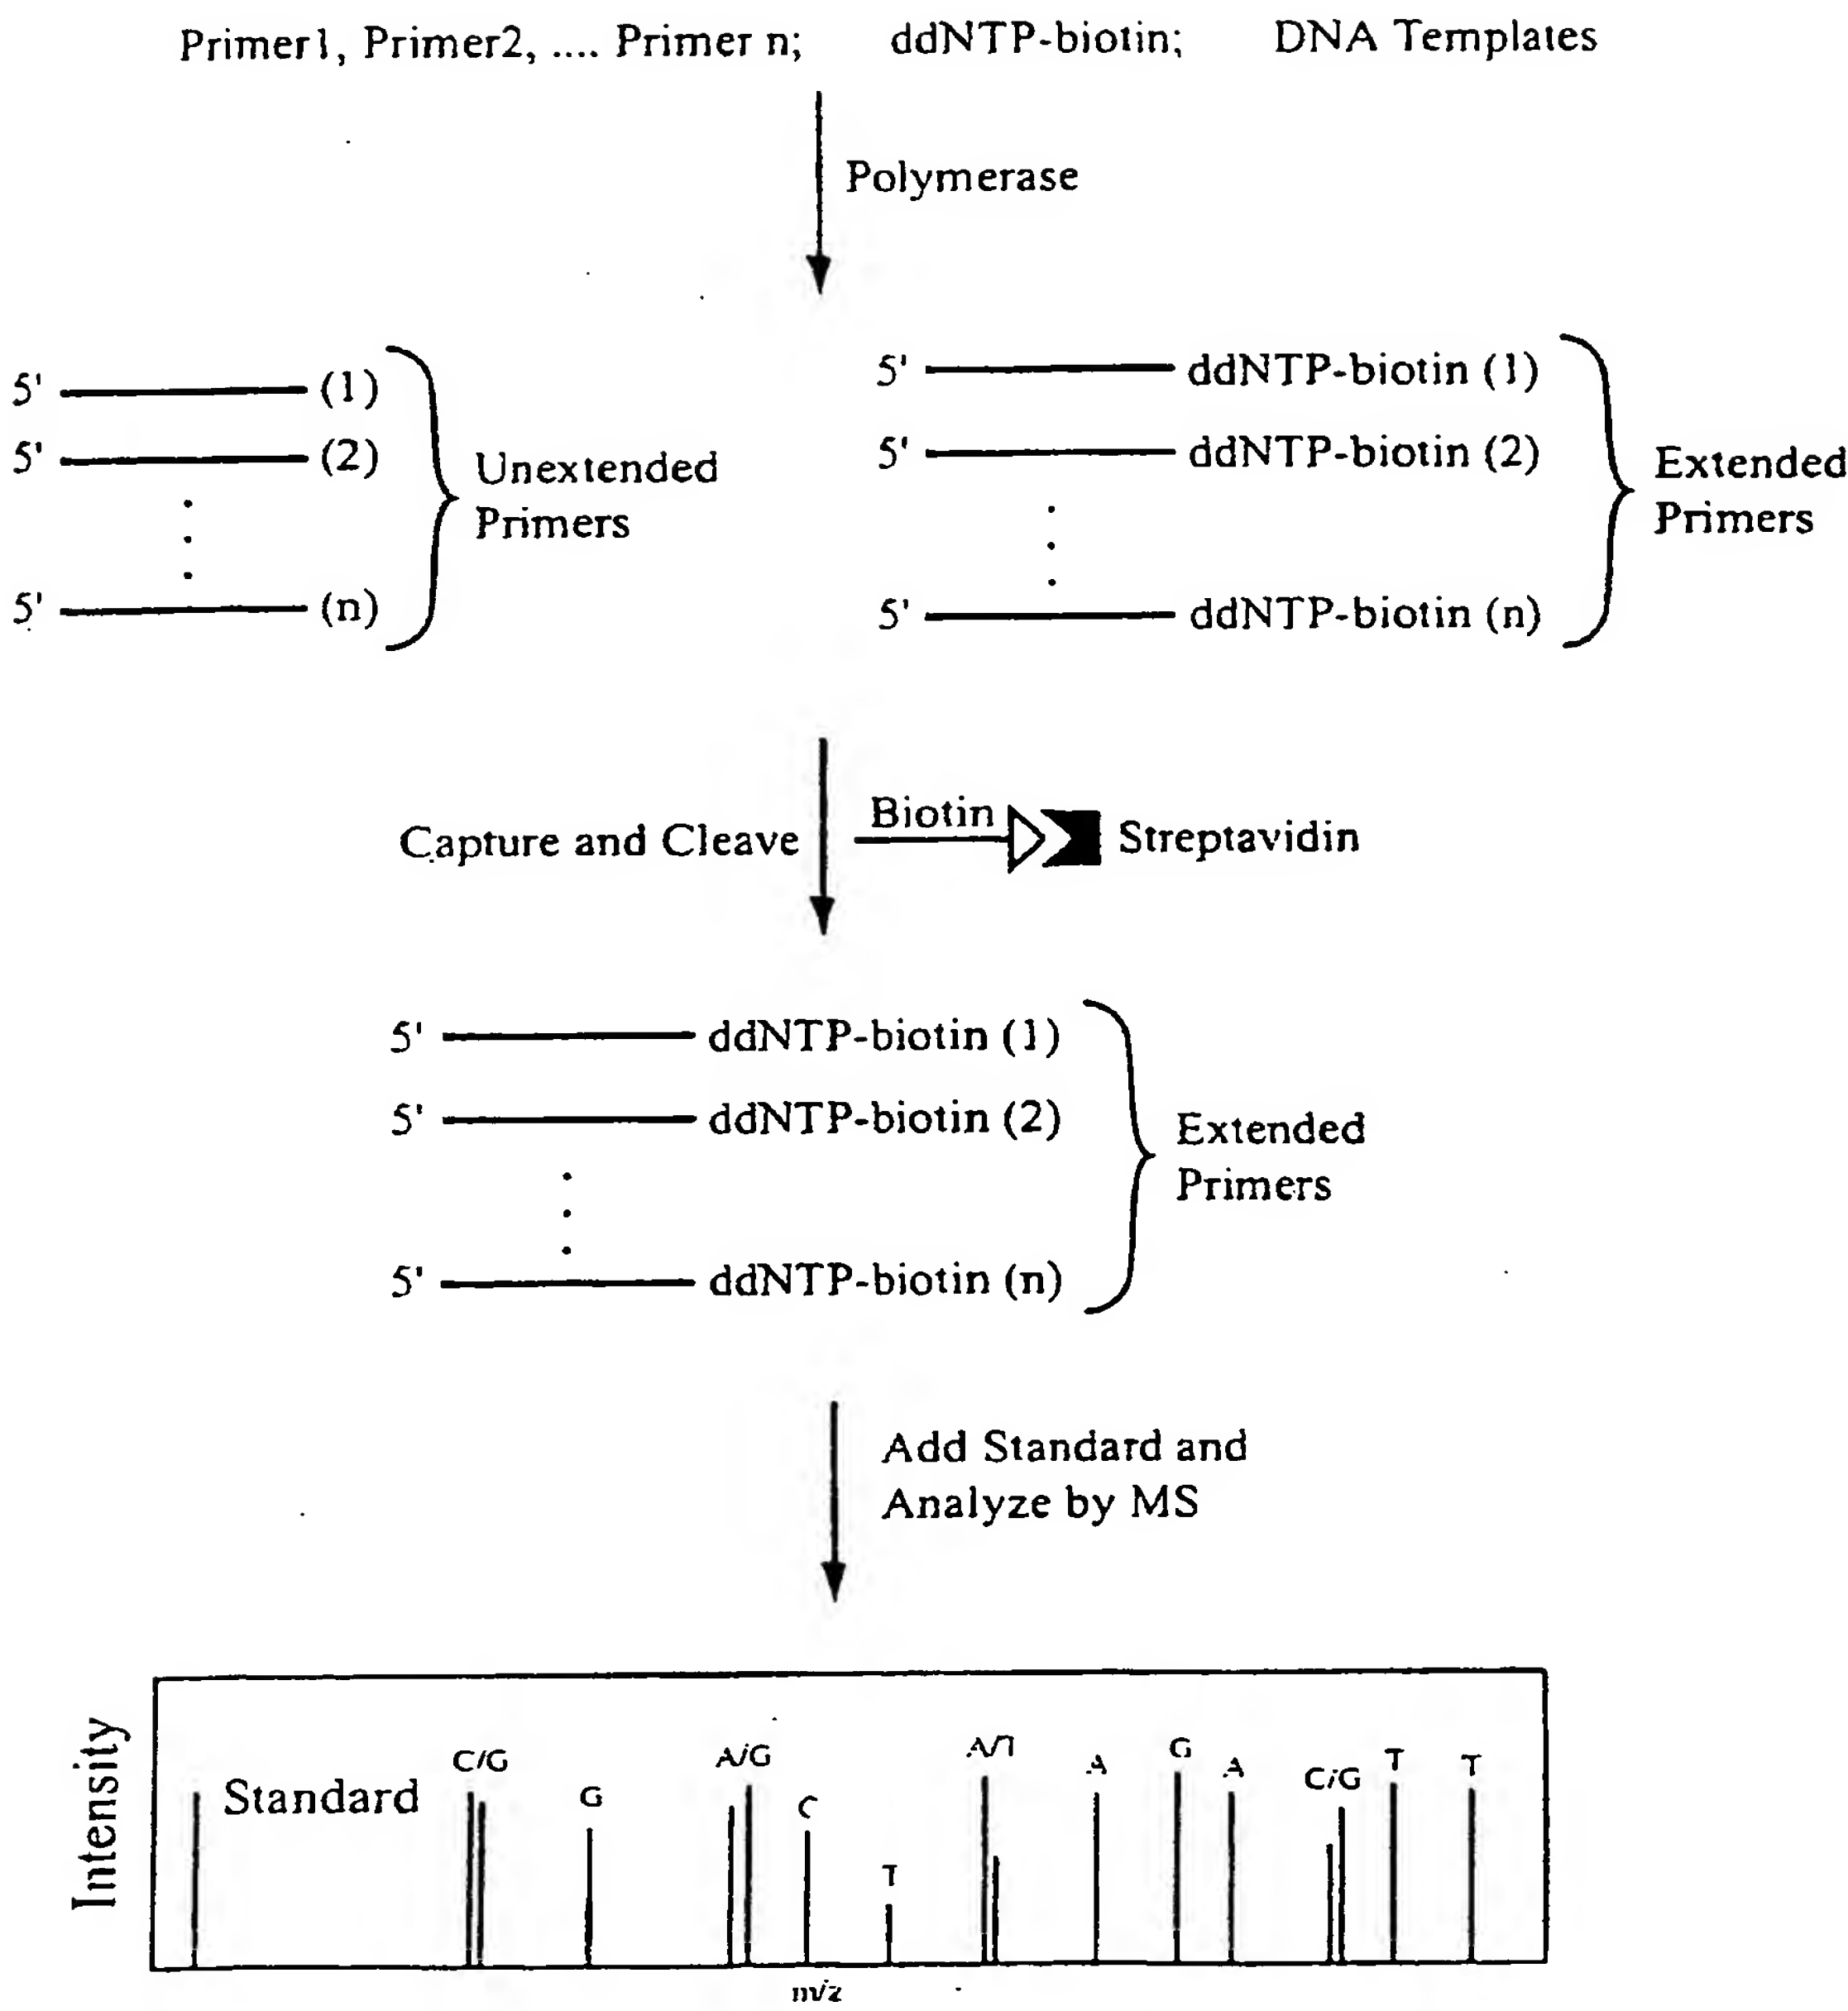 Primer1, Primer2, .... Primer n; ddNTP-biotin; DNA Templates
Polymerase
5' (1)
5' (2)
5' (n)
Unextended
Primers
5' ddNTP-biotin (1)
5' ddNTP-biotin (2)
5' ddNTP-biotin (n)
Extended
Primers
Capture and Cleave
Biotin
Streptavidin
5' ddNTP-biotin (1)
5' ddNTP-biotin (2)
5' ddNTP-biotin (n)
Extended
Primers
Add Standard and
Analyze by MS
Intensity
Standard
C/G
G
A/G
C
T
A/T
A
G
A
C/G
T
T
m/z